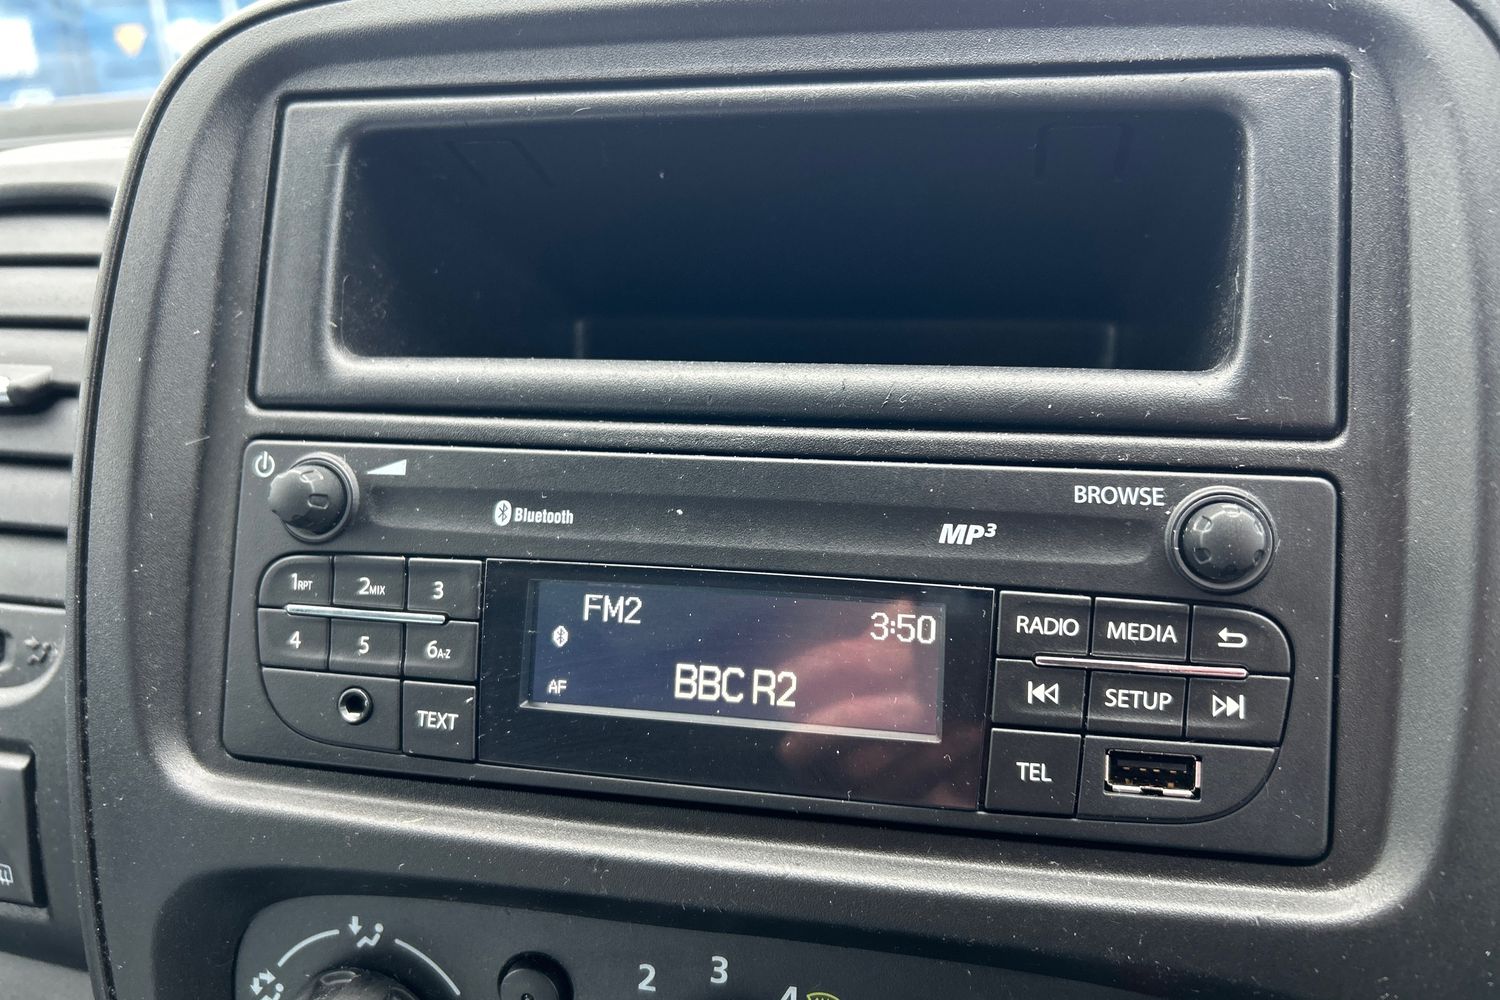 BROWSE
Bluetooth
MP3
1RPT 2MIX 3
4 5 6A-Z
TEXT
FM2 3:50
AF
BBC R2
RADIO MEDIA
SETUP
TEL
2 3 4